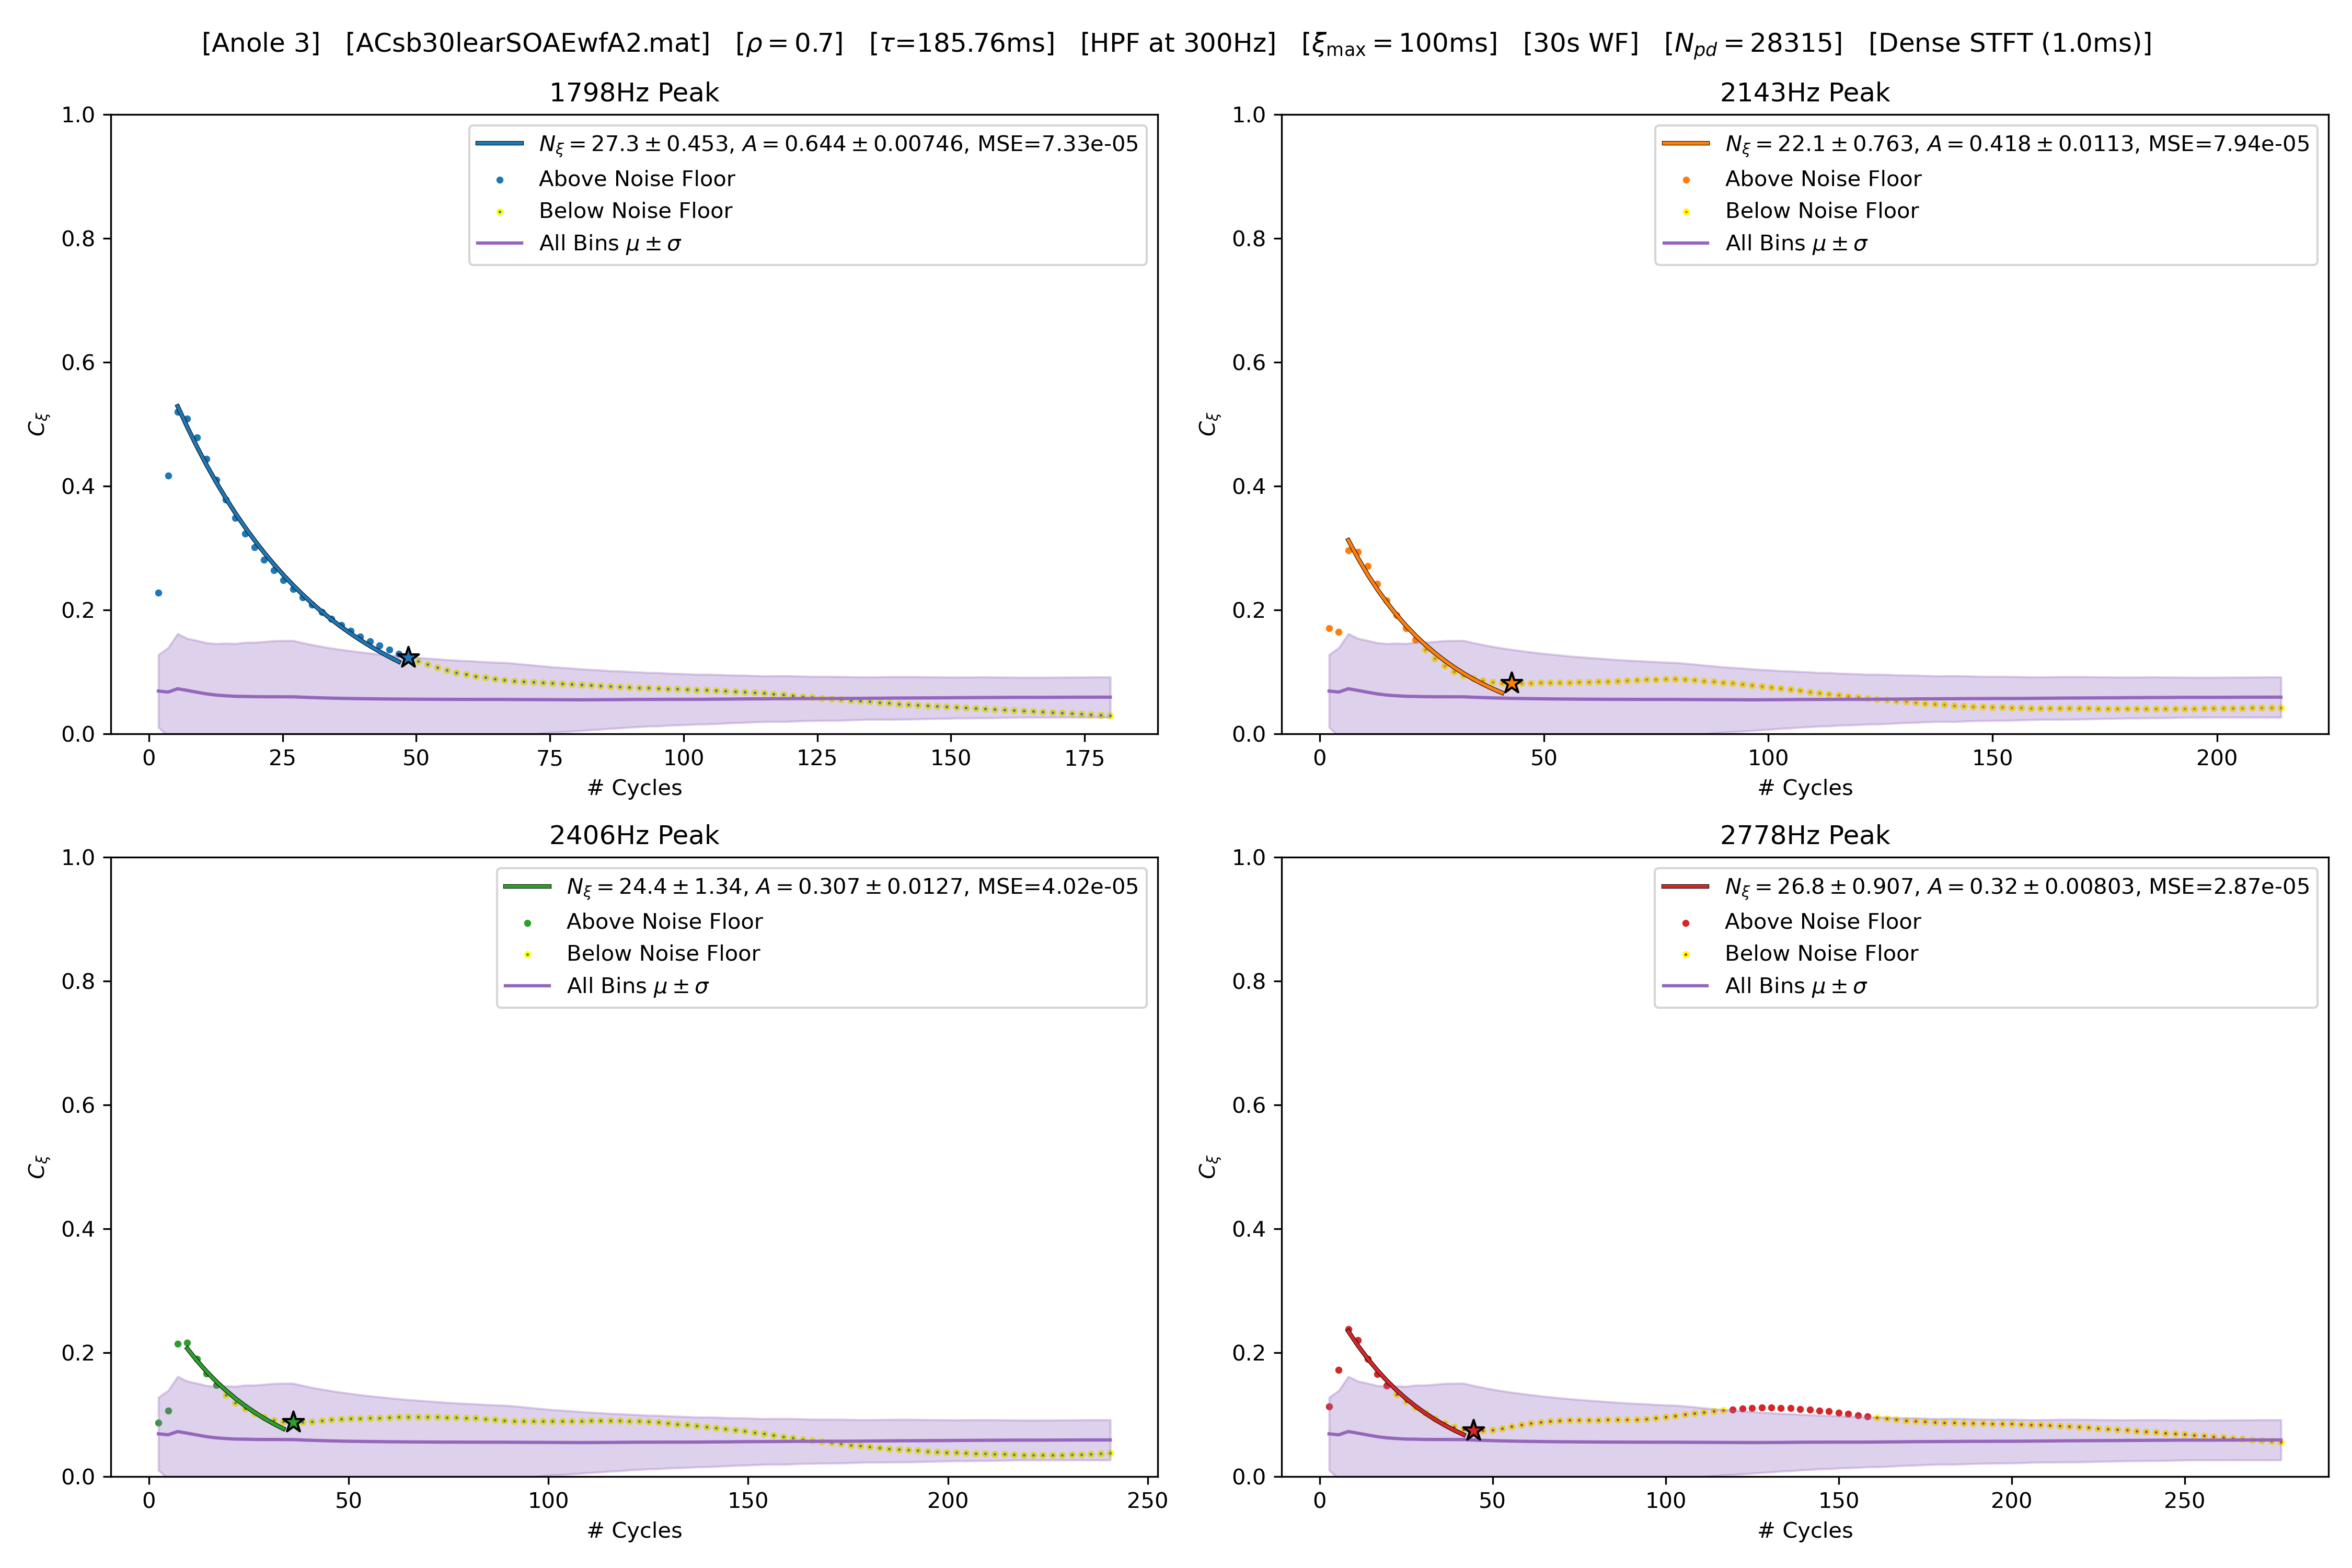 [Anole 3] [ACsb30learSOAEwfA2.mat] [ρ = 0.7] [τ=185.76ms] [HPF at 300Hz] [ξmax = 100ms] [30s WF] [Npd = 28315] [Dense STFT (1.0ms)]
1798Hz Peak
Nξ = 27.3 ± 0.453, A = 0.644 ± 0.00746, MSE=7.33e-05
Above Noise Floor
Below Noise Floor
All Bins μ ± σ
1.0
0.8
0.6
0.4
0.2
0.0
Cξ
0 25 50 75 100 125 150 175
# Cycles
2143Hz Peak
Nξ = 22.1 ± 0.763, A = 0.418 ± 0.0113, MSE=7.94e-05
Above Noise Floor
Below Noise Floor
All Bins μ ± σ
1.0
0.8
0.6
0.4
0.2
0.0
Cξ
0 50 100 150 200
# Cycles
2406Hz Peak
Nξ = 24.4 ± 1.34, A = 0.307 ± 0.0127, MSE=4.02e-05
Above Noise Floor
Below Noise Floor
All Bins μ ± σ
1.0
0.8
0.6
0.4
0.2
0.0
Cξ
0 50 100 150 200 250
# Cycles
2778Hz Peak
Nξ = 26.8 ± 0.907, A = 0.32 ± 0.00803, MSE=2.87e-05
Above Noise Floor
Below Noise Floor
All Bins μ ± σ
1.0
0.8
0.6
0.4
0.2
0.0
Cξ
0 50 100 150 200 250
# Cycles